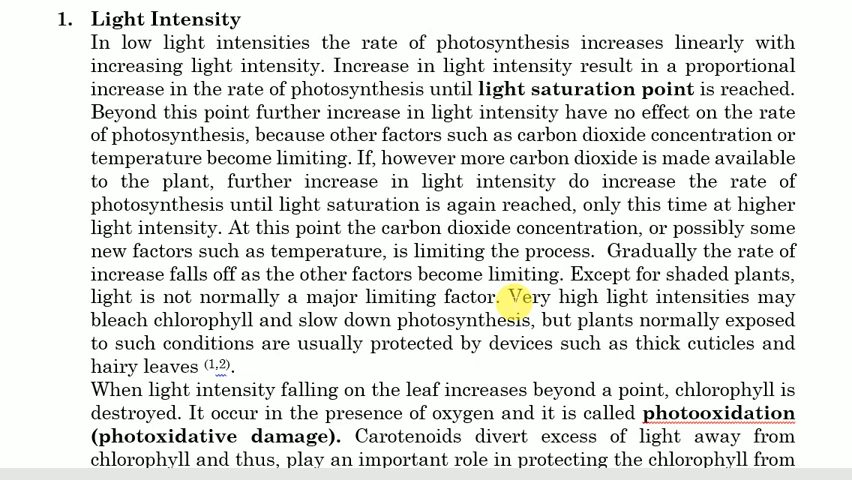 1. Light Intensity
In low light intensities the rate of photosynthesis increases linearly with
increasing light intensity. Increase in light intensity result in a proportional
increase in the rate of photosynthesis until light saturation point is reached.
Beyond this point further increase in light intensity have no effect on the rate
of photosynthesis, because other factors such as carbon dioxide concentration or
temperature become limiting. If, however more carbon dioxide is made available
to the plant, further increase in light intensity do increase the rate of
photosynthesis until light saturation is again reached, only this time at higher
light intensity. At this point the carbon dioxide concentration, or possibly some
new factors such as temperature, is limiting the process. Gradually the rate of
increase falls off as the other factors become limiting. Except for shaded plants,
light is not normally a major limiting factor. Very high light intensities may
bleach chlorophyll and slow down photosynthesis, but plants normally exposed
to such conditions are usually protected by devices such as thick cuticles and
hairy leaves (1,2).
When light intensity falling on the leaf increases beyond a point, chlorophyll is
destroyed. It occur in the presence of oxygen and it is called photooxidation
(photoxidative damage). Carotenoids divert excess of light away from
chlorophyll and thus, play an important role in protecting the chlorophyll from